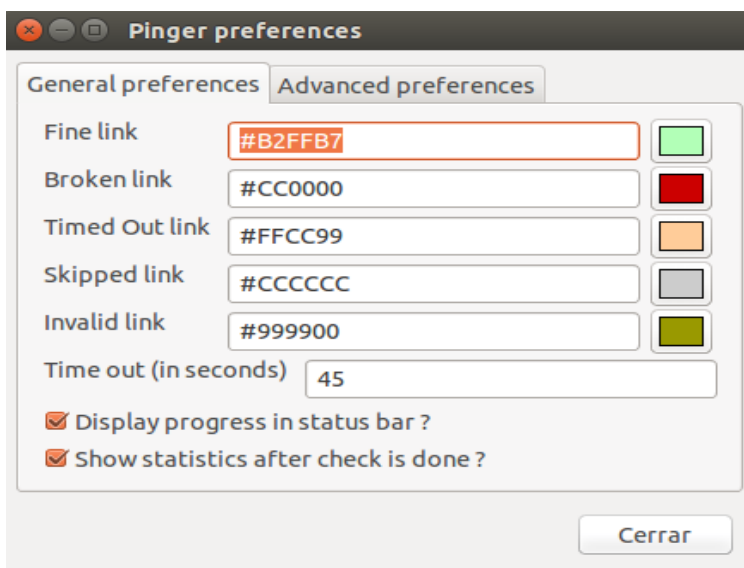 Pinger preferences
General preferences
Advanced preferences
Fine link
#B2FFB7
Broken link
#CC0000
Timed Out link
#FFCC99
Skipped link
#CCCCCC
Invalid link
#999900
Time out (in seconds)
45
Display progress in status bar ?
Show statistics after check is done ?
Cerrar